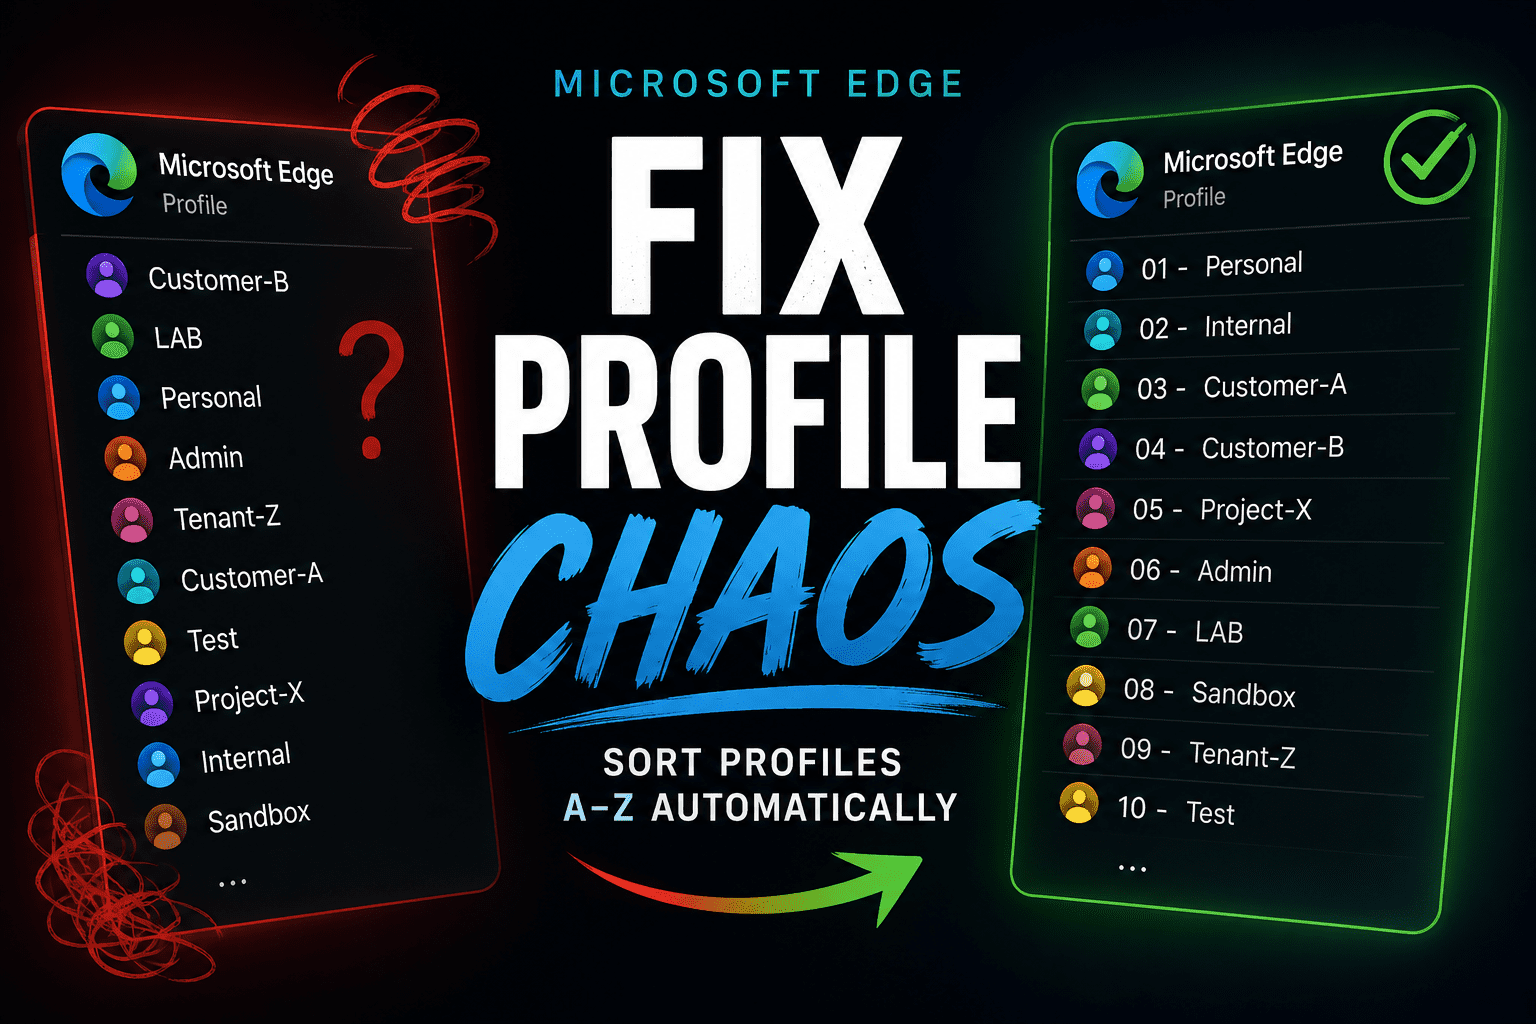 MICROSOFT EDGE
FIX
PROFILE
CHAOS
SORT PROFILES
A-Z AUTOMATICALLY
Microsoft Edge
Profile
Customer-B
LAB
?
Personal
Admin
Tenant-Z
Customer-A
Test
Project-X
Internal
Sandbox
...
Microsoft Edge
Profile
01 - Personal
02 - Internal
03 - Customer-A
04 - Customer-B
05 - Project-X
06 - Admin
07 - LAB
08 - Sandbox
09 - Tenant-Z
10 - Test
...